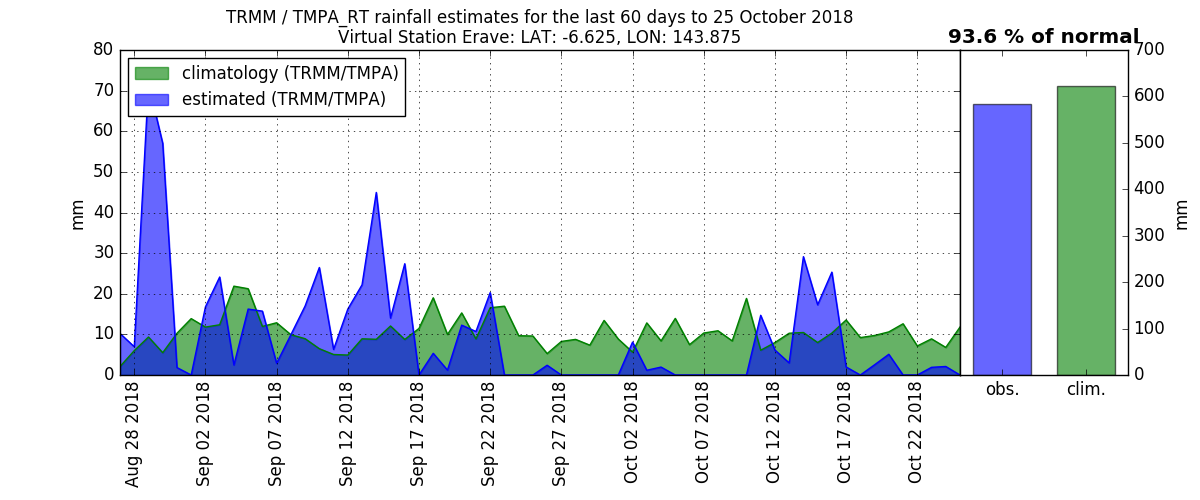 TRMM / TMPA_RT rainfall estimates for the last 60 days to 25 October 2018
Virtual Station Erave: LAT: -6.625, LON: 143.875
93.6 % of normal
climatology (TRMM/TMPA)
estimated (TRMM/TMPA)
80
70
60
50
40
30
20
10
0
mm
Aug 28 2018
Sep 02 2018
Sep 07 2018
Sep 12 2018
Sep 17 2018
Sep 22 2018
Sep 27 2018
Oct 02 2018
Oct 07 2018
Oct 12 2018
Oct 17 2018
Oct 22 2018
700
600
500
400
300
200
100
0
mm
obs.
clim.